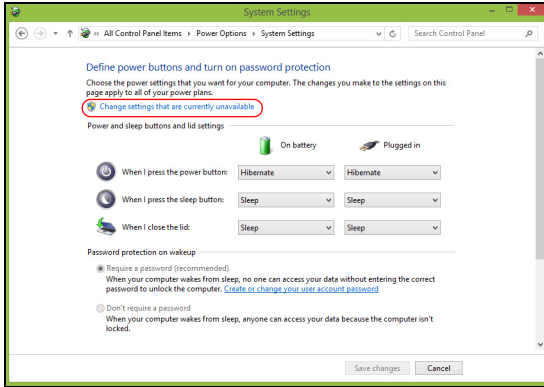 System Settings
« All Control Panel Items ▸ Power Options ▸ System Settings
Search Control Panel
Define power buttons and turn on password protection
Choose the power settings that you want for your computer. The changes you make to the settings on this
page apply to all of your power plans.
Change settings that are currently unavailable
Power and sleep buttons and lid settings
On battery Plugged in
When I press the power button: Hibernate Hibernate
When I press the sleep button: Sleep Sleep
When I close the lid: Sleep Sleep
Password protection on wakeup
Require a password (recommended)
When your computer wakes from sleep, no one can access your data without entering the correct
password to unlock the computer. Create or change your user account password
Don't require a password
When your computer wakes from sleep, anyone can access your data because the computer isn't
locked.
Save changes Cancel